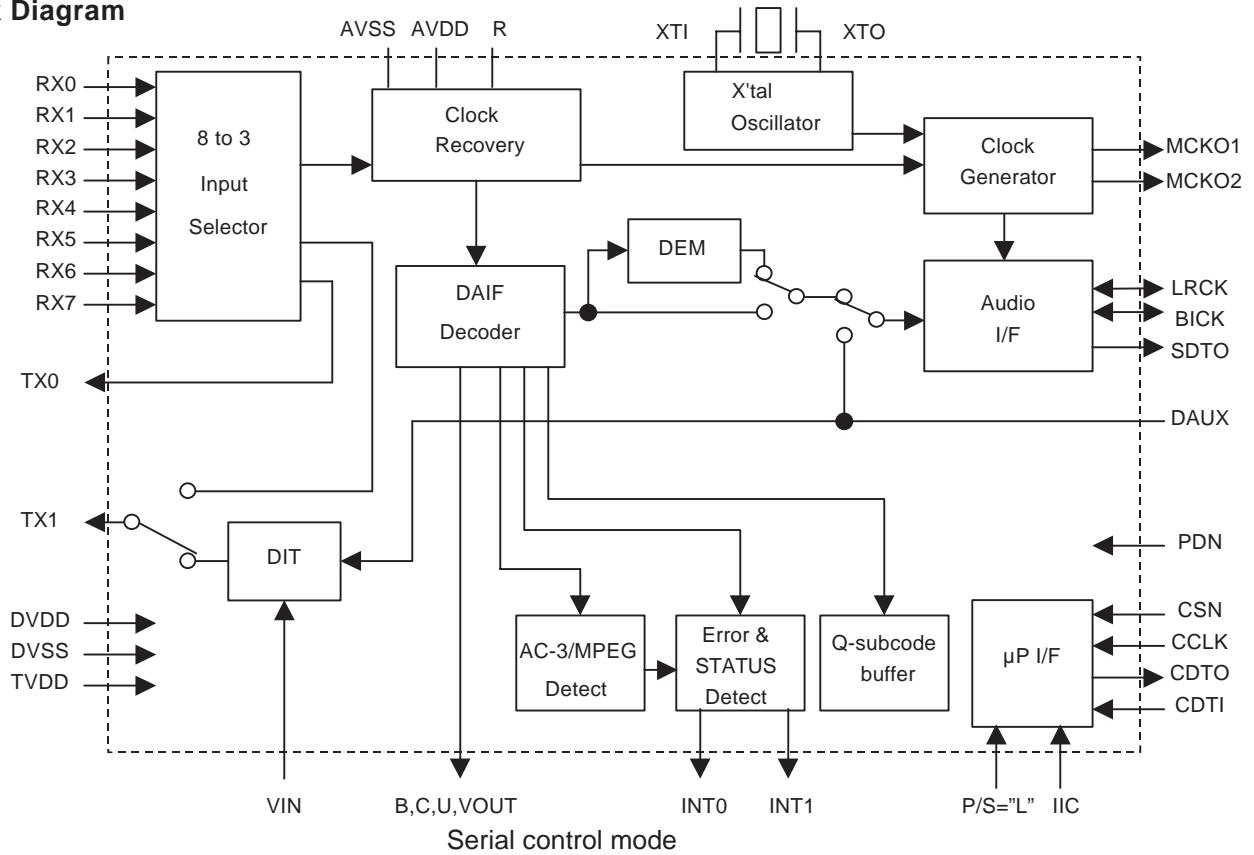 Diagram
AVSS AVDD R
XTI XTO
RX0
RX1
RX2
RX3
RX4
RX5
RX6
RX7
8 to 3
Input
Selector
Clock
Recovery
X'tal
Oscillator
Clock
Generator
MCKO1
MCKO2
DEM
DAIF
Decoder
Audio
I/F
LRCK
BICK
SDTO
TX0
DAUX
TX1
DIT
PDN
DVDD
DVSS
TVDD
AC-3/MPEG
Detect
Error &
STATUS
Detect
Q-subcode
buffer
µP I/F
CSN
CCLK
CDTO
CDTI
VIN
B,C,U,VOUT
INT0
INT1
P/S="L"
IIC
Serial control mode